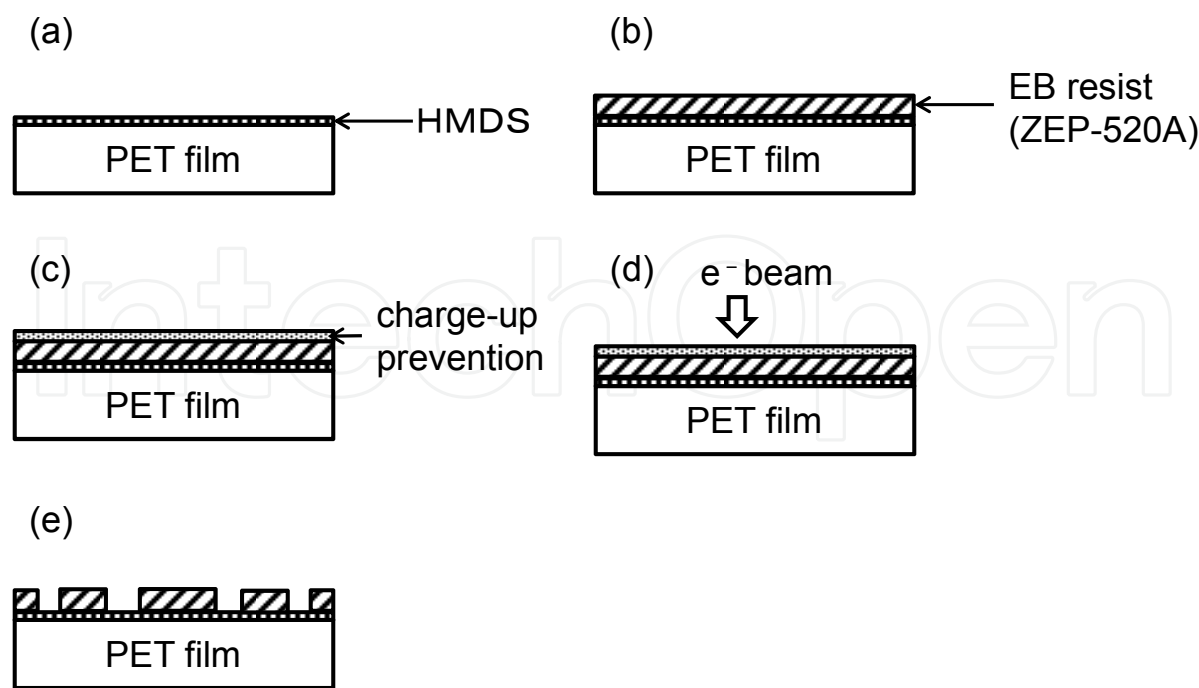 (a)
HMDS
PET film
(b)
EB resist
(ZEP-520A)
PET film
(c)
charge-up
prevention
PET film
(d)
e⁻ beam
PET film
(e)
PET film
IntechOpen